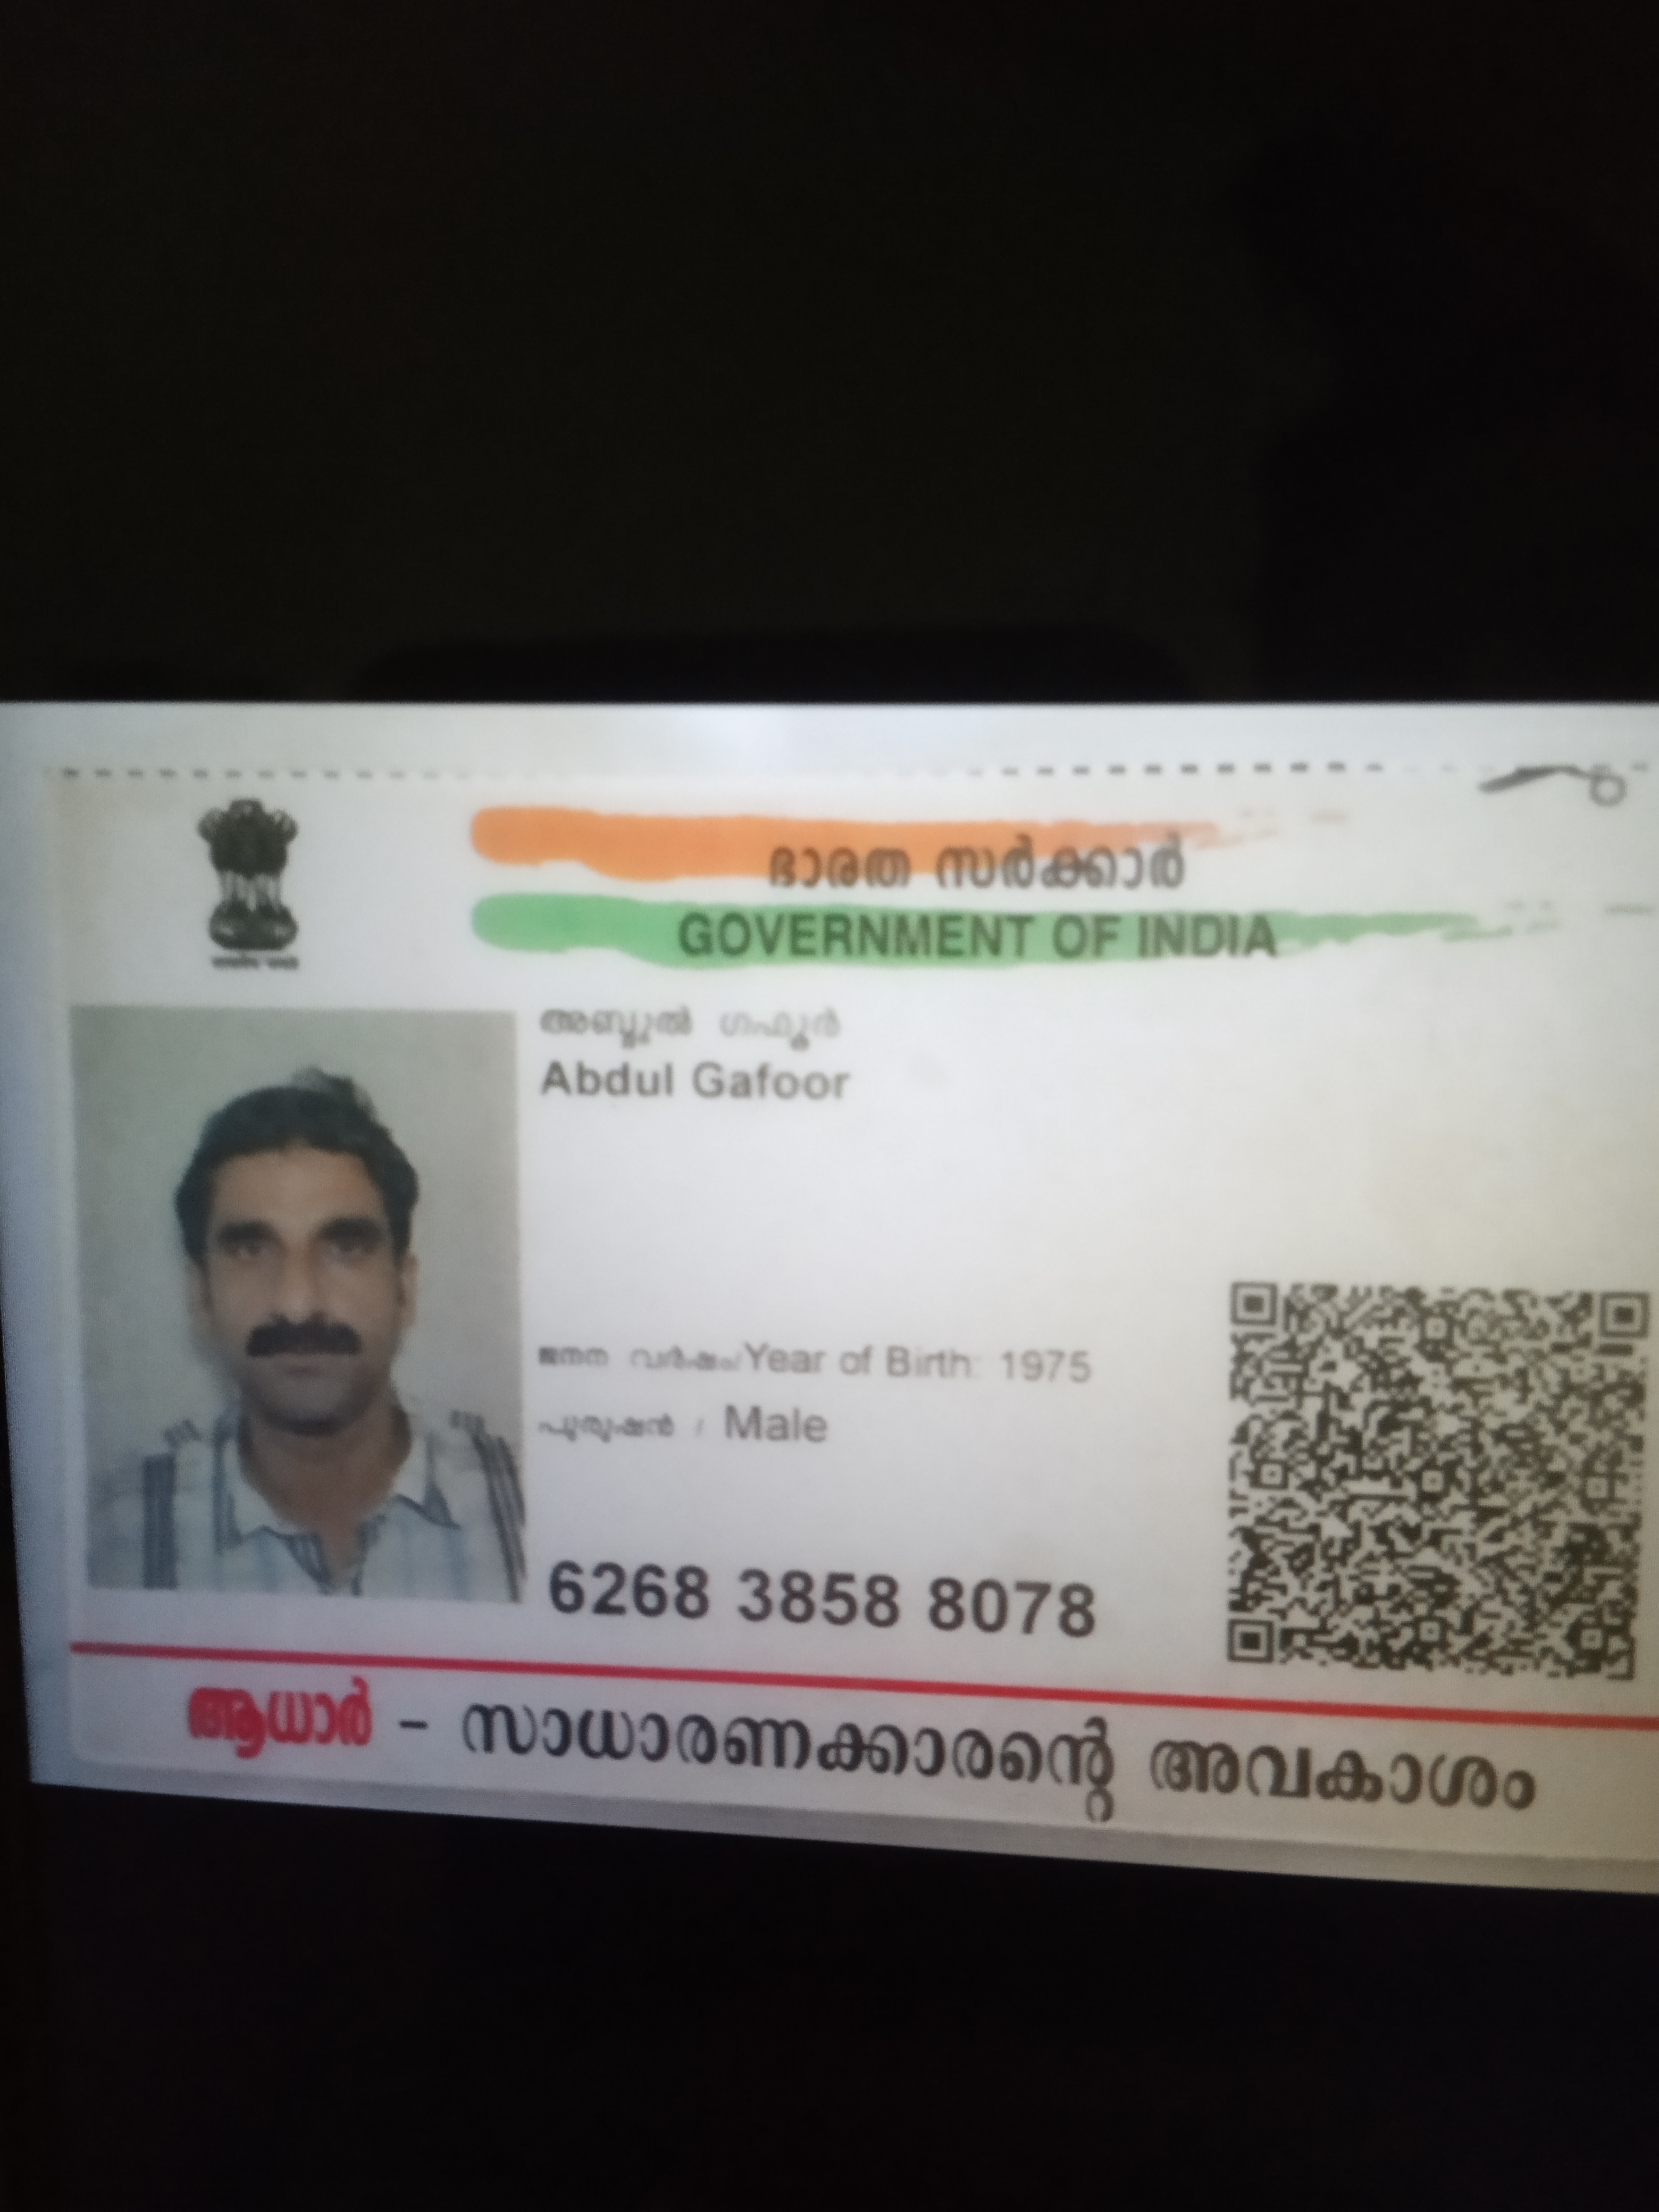 ഭാരത സർക്കാർ
GOVERNMENT OF INDIA
അബ്ദുൽ ഗഫൂർ
Abdul Gafoor
ജനന വർഷം/Year of Birth: 1975
പുരുഷൻ / Male
6268 3858 8078
ആധാർ - സാധാരണക്കാരന്റെ അവകാശം